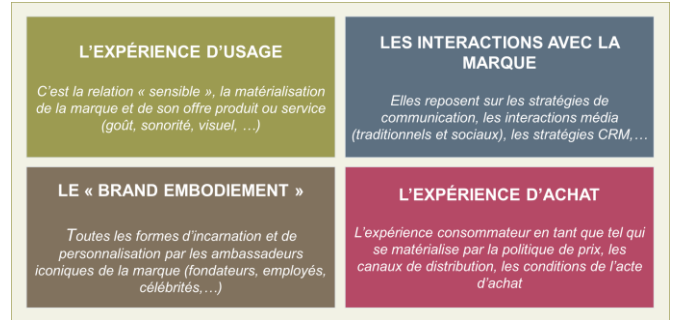 L'EXPÉRIENCE D'USAGE
C'est la relation « sensible », la matérialisation
de la marque et de son offre produit ou service
(goût, sonorité, visuel, …)
LES INTERACTIONS AVEC LA
MARQUE
Elles reposent sur les stratégies de
communication, les interactions média
(traditionnels et sociaux), les stratégies CRM,…
LE « BRAND EMBODIEMENT »
Toutes les formes d'incarnation et de
personnalisation par les ambassadeurs
iconiques de la marque (fondateurs, employés,
célébrités,…)
L'EXPÉRIENCE D'ACHAT
L'expérience consommateur en tant que tel qui
se matérialise par la politique de prix, les
canaux de distribution, les conditions de l'acte
d'achat